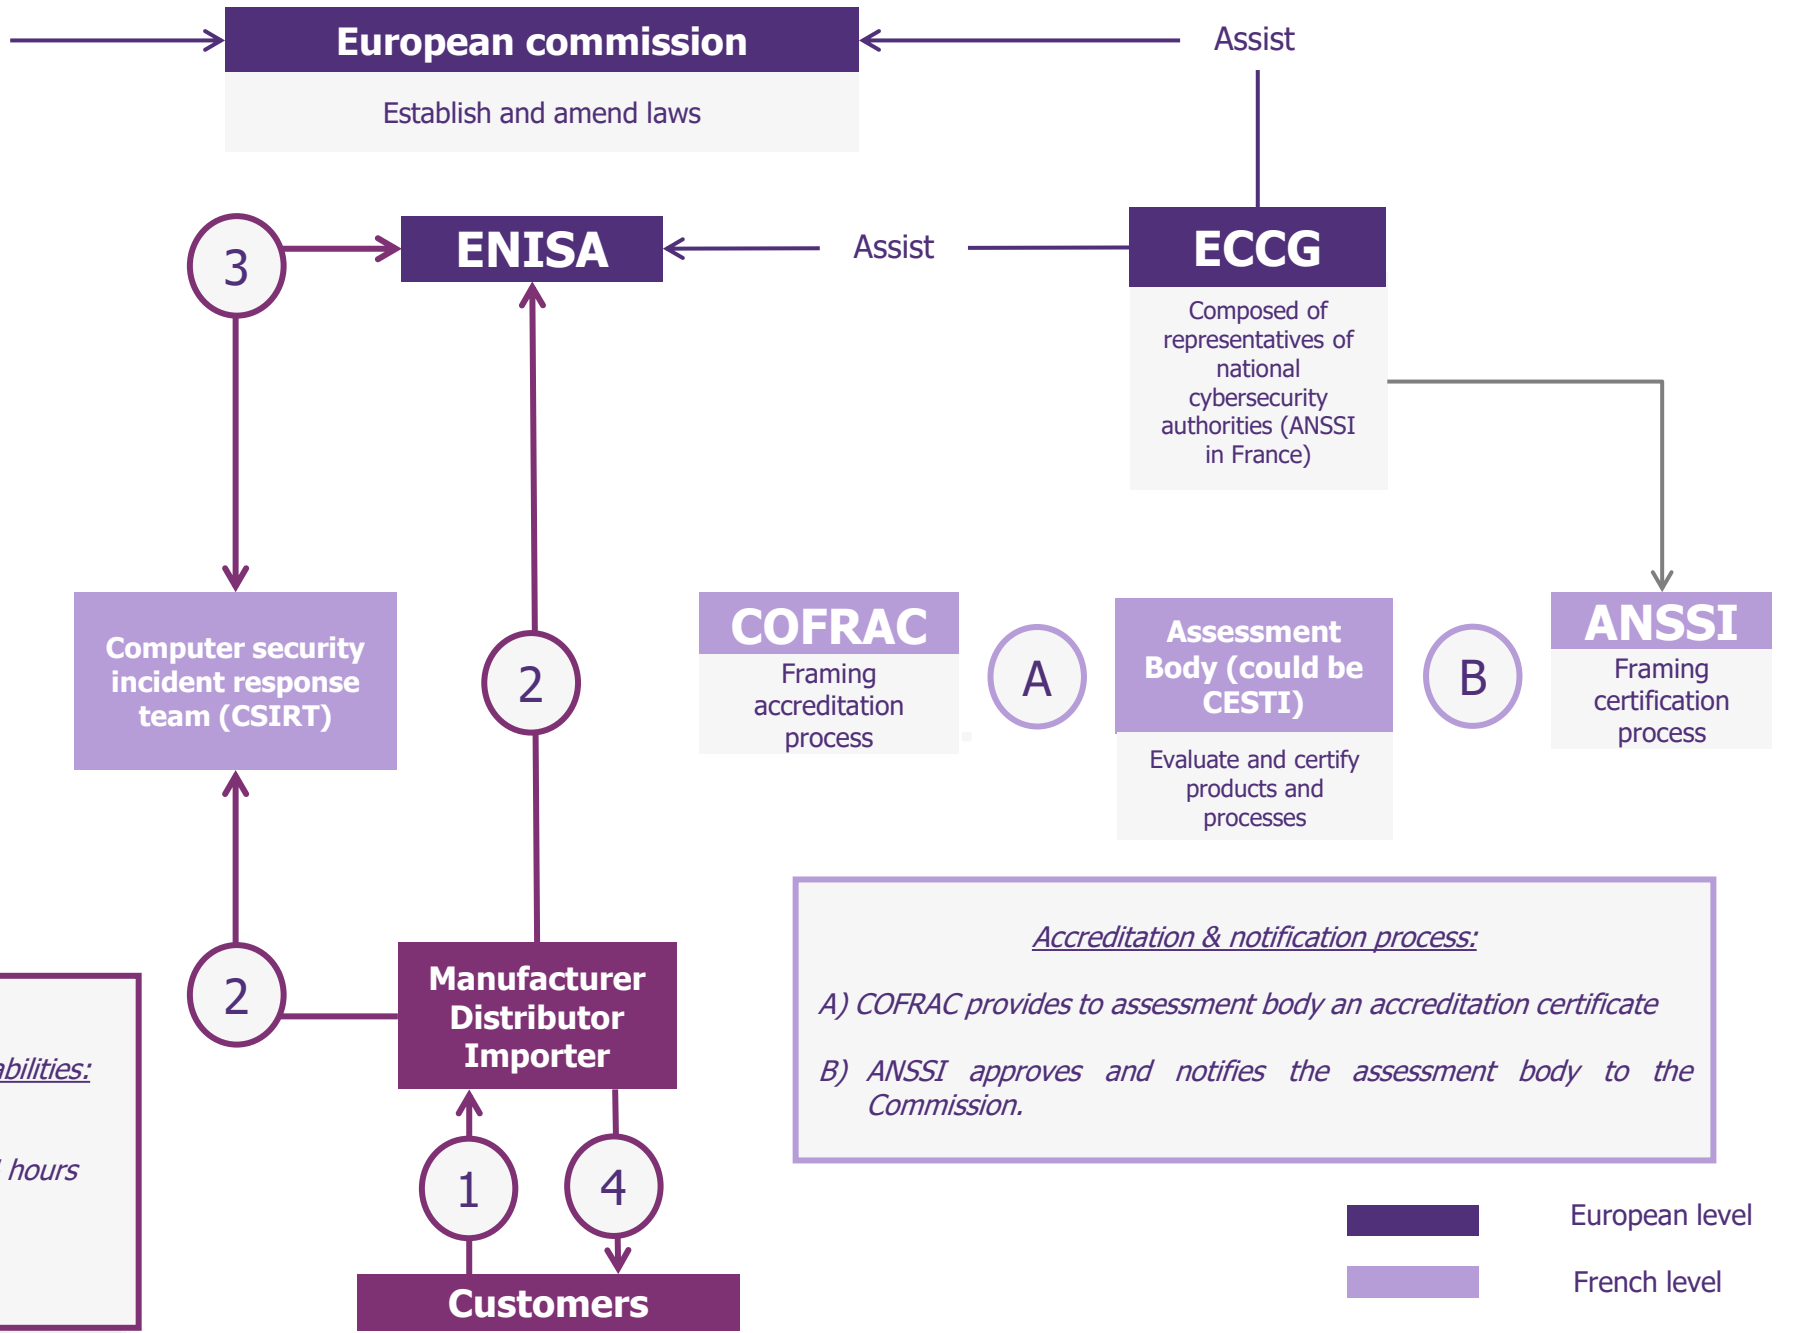 European commission
Assist
Establish and amend laws
3
ENISA
Assist
ECCG
Composed of
representatives of
national
cybersecurity
authorities (ANSSI
in France)
Computer security
incident response
team (CSIRT)
2
COFRAC
Framing
accreditation
process
A
Assessment
Body (could be
CESTI)
Evaluate and certify
products and
processes
B
ANSSI
Framing
certification
process
Accreditation & notification process:
A) COFRAC provides to assessment body an accreditation certificate
B) ANSSI approves and notifies the assessment body to the
Commission.
2
Manufacturer
Distributor
Importer
abilities:
hours
1
4
Customers
European level
French level